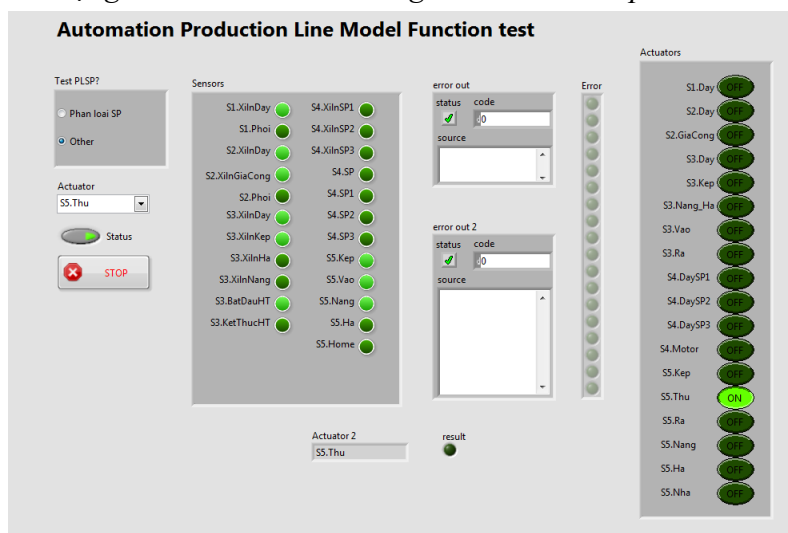 Automation Production Line Model Function test
Test PLSP?
Phan loai SP
Other
Actuator
S5.Thu
Status
STOP
Sensors
S1.XilnDay
S1.Phoi
S2.XilnDay
S2.XilnGiaCong
S2.Phoi
S3.XilnDay
S3.XilnKep
S3.XilnHa
S3.XilnNang
S3.BatDauHT
S3.KetThucHT
S4.XilnSP1
S4.XilnSP2
S4.XilnSP3
S4.SP
S4.SP1
S4.SP2
S4.SP3
S5.Kep
S5.Vao
S5.Nang
S5.Ha
S5.Home
Actuator 2
S5.Thu
error out
status code
d0
source
error out 2
status code
d0
source
result
Error
Actuators
S1.Day OFF
S2.Day OFF
S2.GiaCong OFF
S3.Day OFF
S3.Kep OFF
S3.Nang_Ha OFF
S3.Vao OFF
S3.Ra OFF
S4.DaySP1 OFF
S4.DaySP2 OFF
S4.DaySP3 OFF
S4.Motor OFF
S5.Kep OFF
S5.Thu ON
S5.Ra OFF
S5.Nang OFF
S5.Ha OFF
S5.Nha OFF